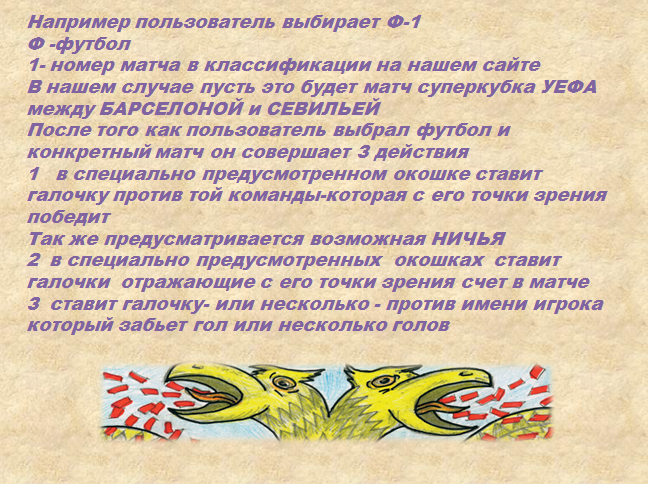 Например пользователь выбирает Ф-1
Ф -футбол
1- номер матча в классификации на нашем сайте
В нашем случае пусть это будет матч суперкубка УЕФА
между БАРСЕЛОНОЙ и СЕВИЛЬЕЙ
После того как пользователь выбрал футбол и
конкретный матч он совершает 3 действия
1 в специально предусмотренном окошке ставит
галочку против той команды-которая с его точки зрения
победит
Так же предусматривается возможная НИЧЬЯ
2 в специально предусмотренных окошках ставит
галочки отражающие с его точки зрения счет в матче
3 ставит галочку- или несколько - против имени игрока
который забьет гол или несколько голов